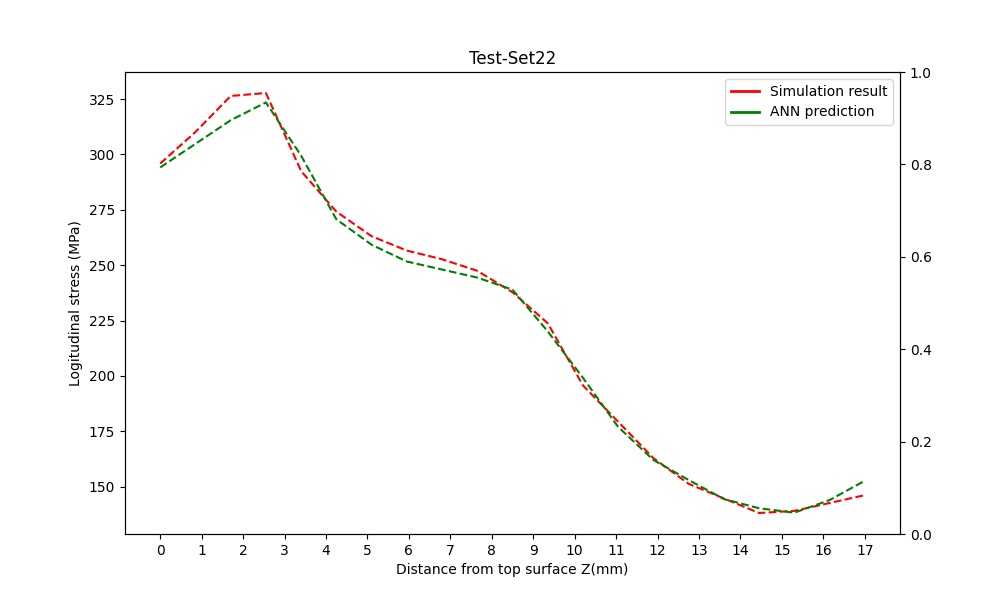 Test-Set22
Simulation result
ANN prediction
Logitudinal stress (MPa)
325
300
275
250
225
200
175
150
1.0
0.8
0.6
0.4
0.2
0.0
0 1 2 3 4 5 6 7 8 9 10 11 12 13 14 15 16 17
Distance from top surface Z(mm)